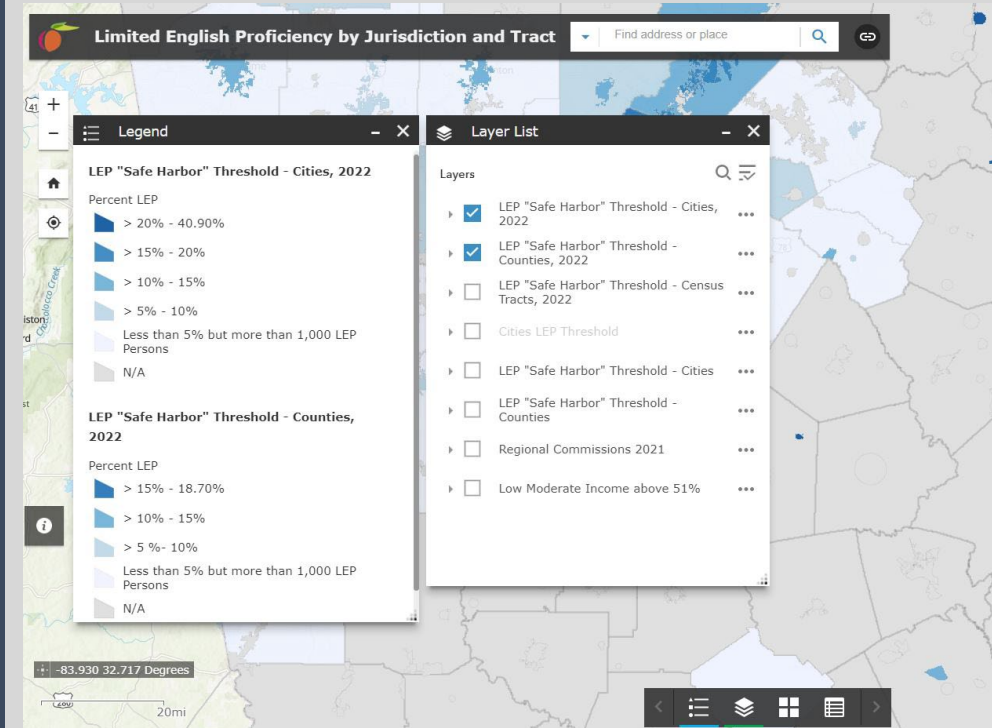 Limited English Proficiency by Jurisdiction and Tract
Find address or place
41
+
−
Legend
LEP "Safe Harbor" Threshold - Cities, 2022
Percent LEP
> 20% - 40.90%
> 15% - 20%
> 10% - 15%
> 5% - 10%
Less than 5% but more than 1,000 LEP
Persons
N/A
LEP "Safe Harbor" Threshold - Counties,
2022
Percent LEP
> 15% - 18.70%
> 10% - 15%
> 5 %- 10%
Less than 5% but more than 1,000 LEP
Persons
N/A
Layer List
Layers
LEP "Safe Harbor" Threshold - Cities,
2022
LEP "Safe Harbor" Threshold -
Counties, 2022
LEP "Safe Harbor" Threshold - Census
Tracts, 2022
Cities LEP Threshold
LEP "Safe Harbor" Threshold - Cities
LEP "Safe Harbor" Threshold -
Counties
Regional Commissions 2021
Low Moderate Income above 51%
Choccolocco Creek
iston
-83.930 32.717 Degrees
280
20mi